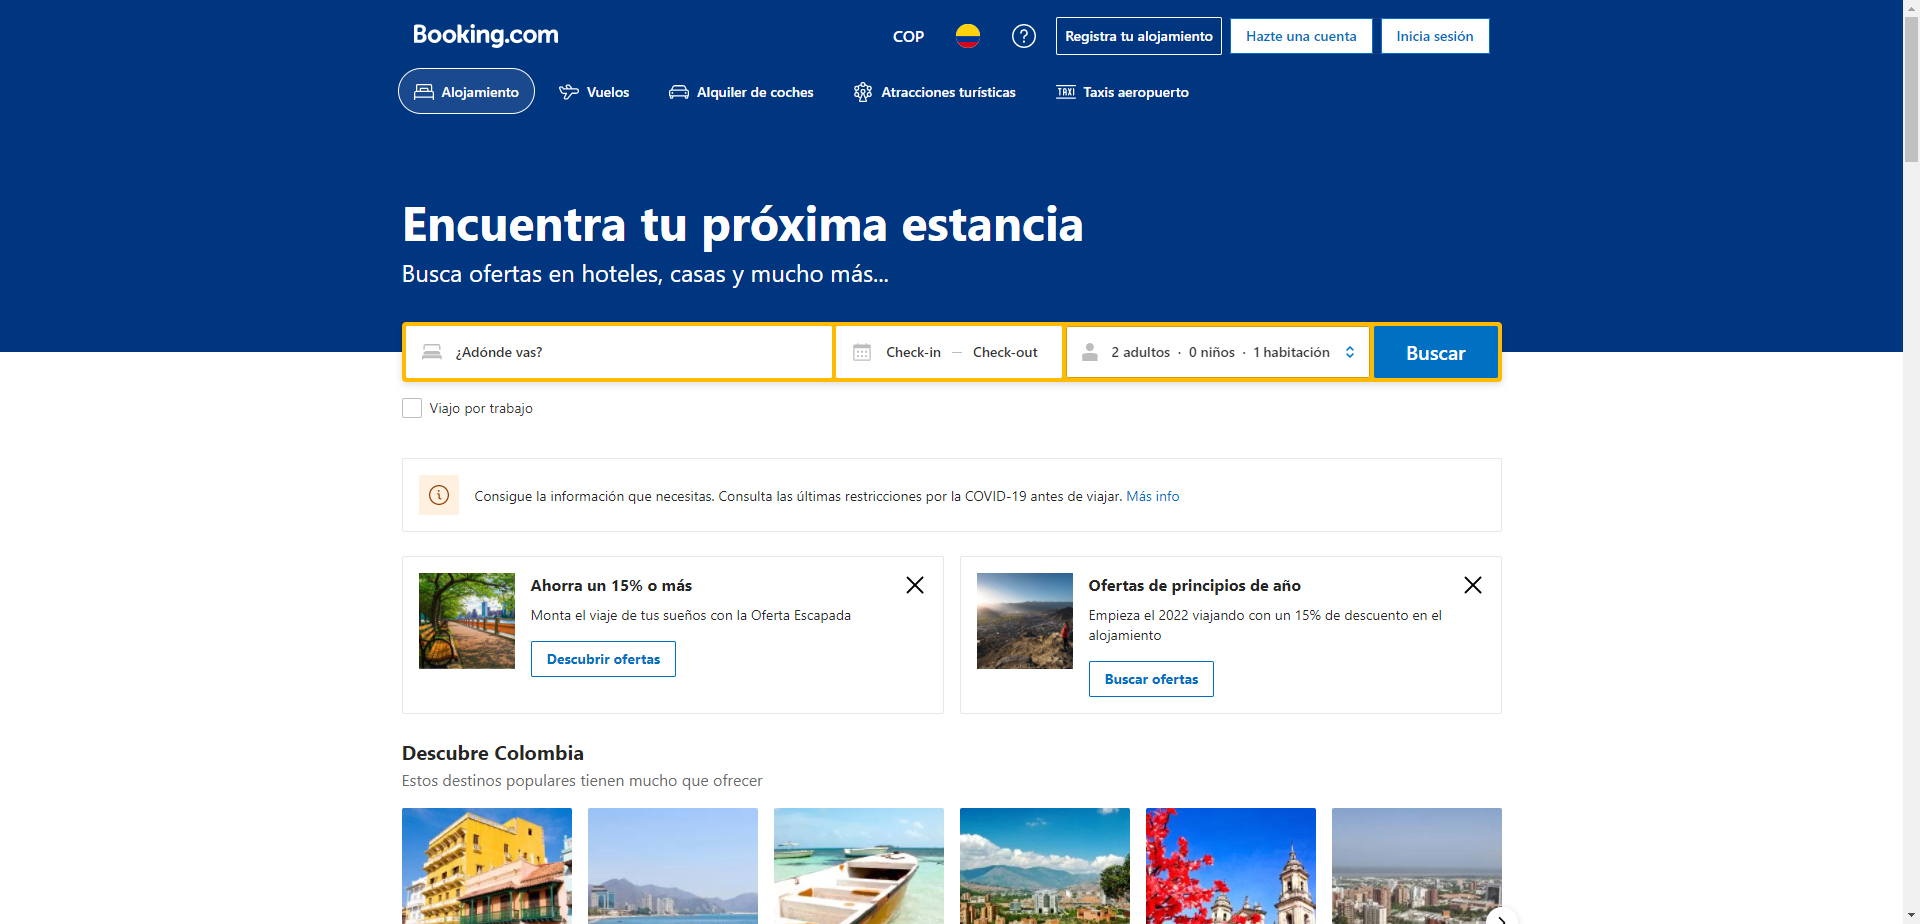 Booking.com
COP
Registra tu alojamiento
Hazte una cuenta
Inicia sesión
Alojamiento
Vuelos
Alquiler de coches
Atracciones turísticas
TAXI Taxis aeropuerto
Encuentra tu próxima estancia
Busca ofertas en hoteles, casas y mucho más...
¿Adónde vas?
Check-in — Check-out
2 adultos · 0 niños · 1 habitación
Buscar
Viajo por trabajo
Consigue la información que necesitas. Consulta las últimas restricciones por la COVID-19 antes de viajar. Más info
Ahorra un 15% o más
Monta el viaje de tus sueños con la Oferta Escapada
Descubrir ofertas
Ofertas de principios de año
Empieza el 2022 viajando con un 15% de descuento en el
alojamiento
Buscar ofertas
Descubre Colombia
Estos destinos populares tienen mucho que ofrecer